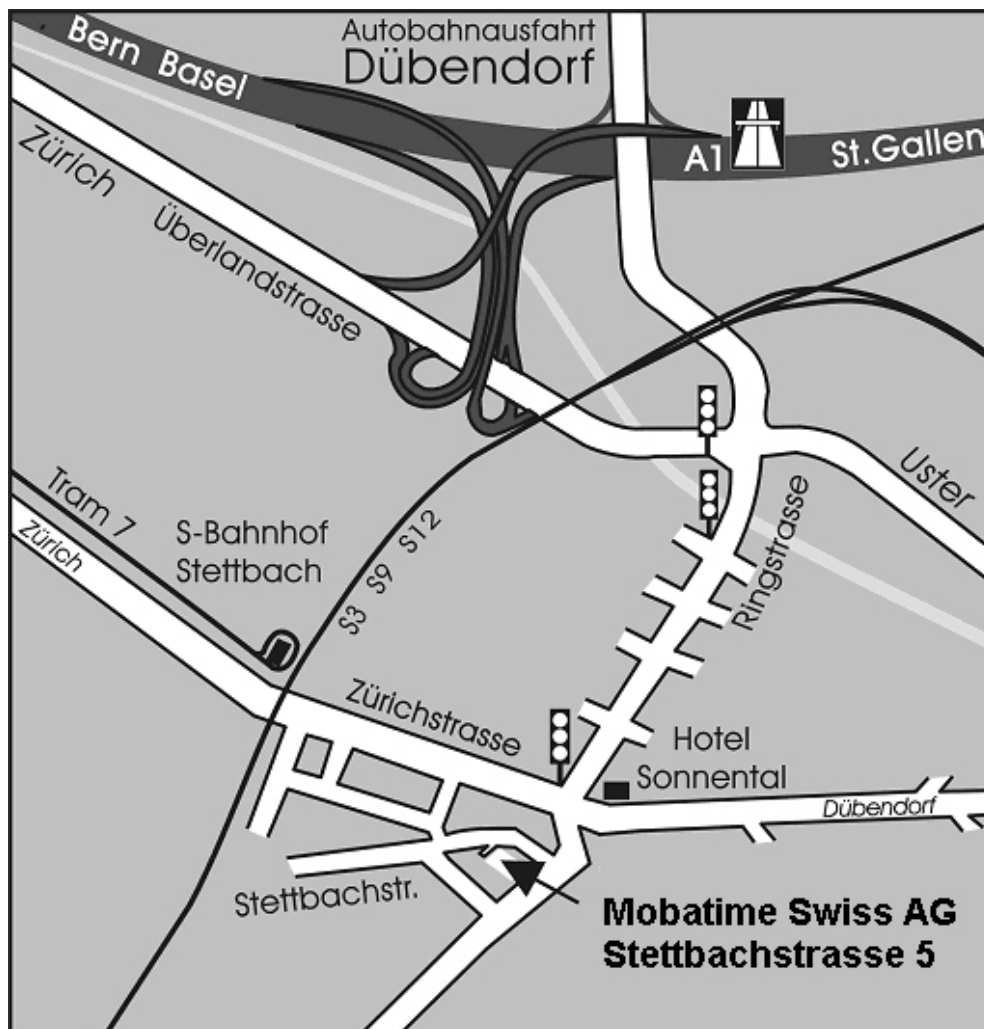 Bern Basel
Autobahnausfahrt
Dübendorf
A1
St.Gallen
Zürich
Überlandstrasse
Uster
Tram 7
Zürich
S-Bahnhof
Stettbach
S3 S9 S12
Ringstrasse
Zürichstrasse
Hotel
Sonnental
Dübendorf
Stettbachstr.
Mobatime Swiss AG
Stettbachstrasse 5